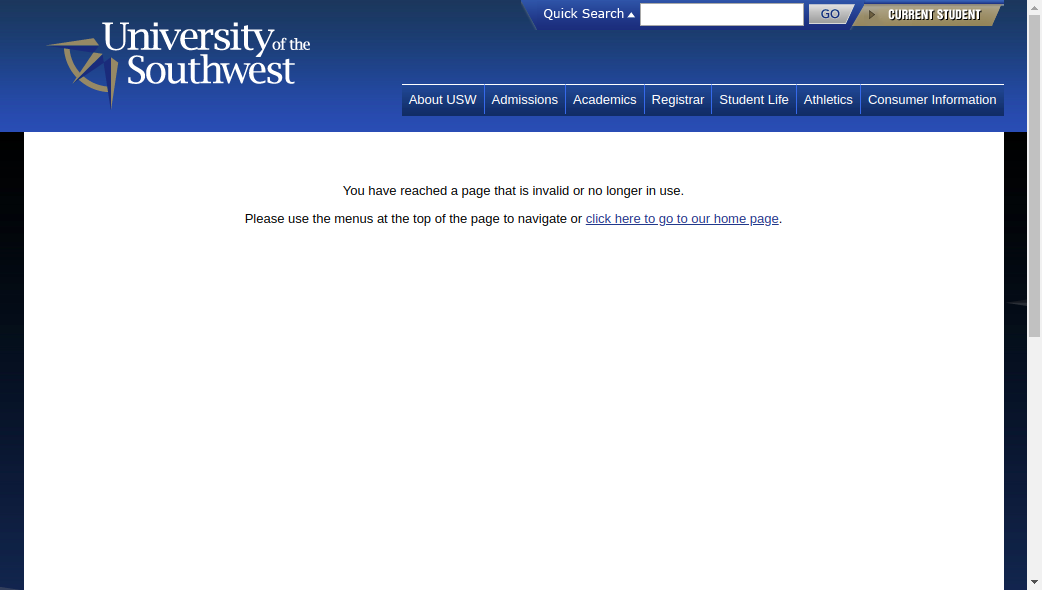 Quick Search
GO
CURRENT STUDENT
University of the
Southwest
About USW
Admissions
Academics
Registrar
Student Life
Athletics
Consumer Information
You have reached a page that is invalid or no longer in use.
Please use the menus at the top of the page to navigate or click here to go to our home page.